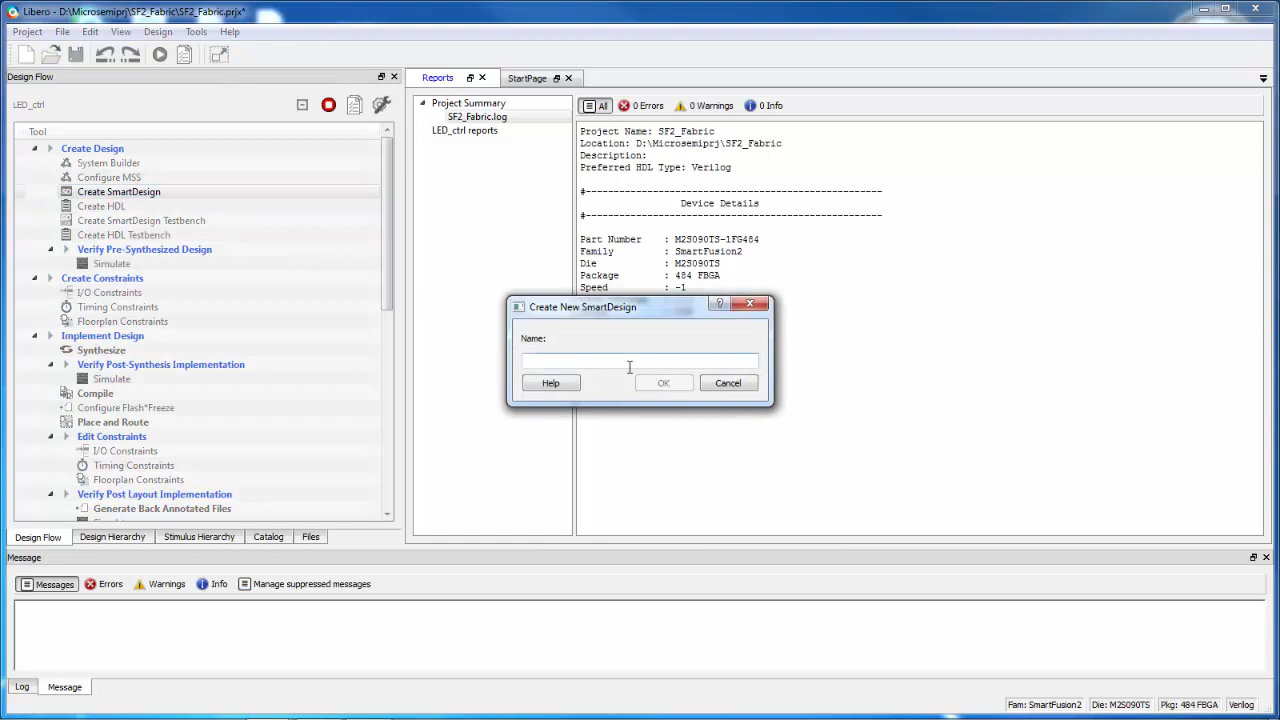 Libero - D:\Microsemiprj\SF2_Fabric\SF2_Fabric.prjx*
Project File Edit View Design Tools Help
Design Flow
Reports StartPage
LED_ctrl
All 0 Errors 0 Warnings 0 Info
Tool
Create Design
System Builder
Configure MSS
Create SmartDesign
Create HDL
Create SmartDesign Testbench
Create HDL Testbench
Verify Pre-Synthesized Design
Simulate
Create Constraints
I/O Constraints
Timing Constraints
Floorplan Constraints
Implement Design
Synthesize
Verify Post-Synthesis Implementation
Simulate
Compile
Configure Flash*Freeze
Place and Route
Edit Constraints
I/O Constraints
Timing Constraints
Floorplan Constraints
Verify Post Layout Implementation
Generate Back Annotated Files
Project Summary
SF2_Fabric.log
LED_ctrl reports
Project Name: SF2_Fabric
Location: D:\Microsemiprj\SF2_Fabric
Description:
Preferred HDL Type: Verilog
#---------------------------------------------------
Device Details
#---------------------------------------------------
Part Number : M2S090TS-1FG484
Family : SmartFusion2
Die : M2S090TS
Package : 484 FBGA
Speed : -1
Create New SmartDesign
?
Name:
Help OK Cancel
Design Flow Design Hierarchy Stimulus Hierarchy Catalog Files
Message
Messages Errors Warnings Info Manage suppressed messages
Log Message
Fam: SmartFusion2 Die: M2S090TS Pkg: 484 FBGA Verilog